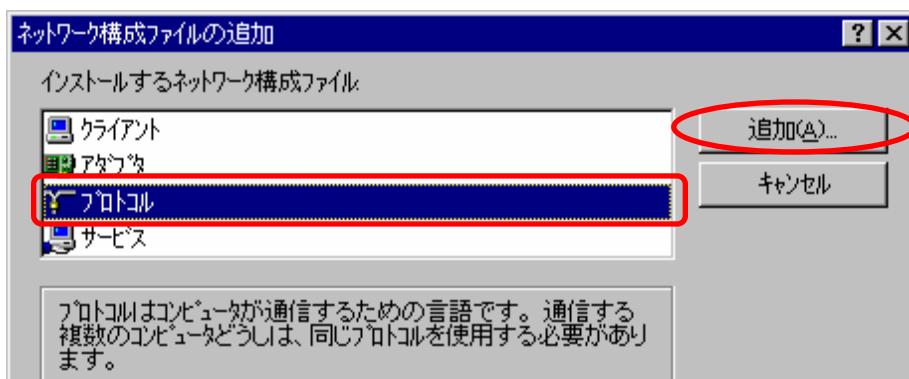 ネットワーク構成ファイルの追加
インストールするネットワーク構成ファイル:
クライアント
追加(A)...
アダプタ
キャンセル
プロトコル
サービス
プロトコルはコンピュータが通信するための言語です。通信する
複数のコンピュータどうしは、同じプロトコルを使用する必要があり
ます。